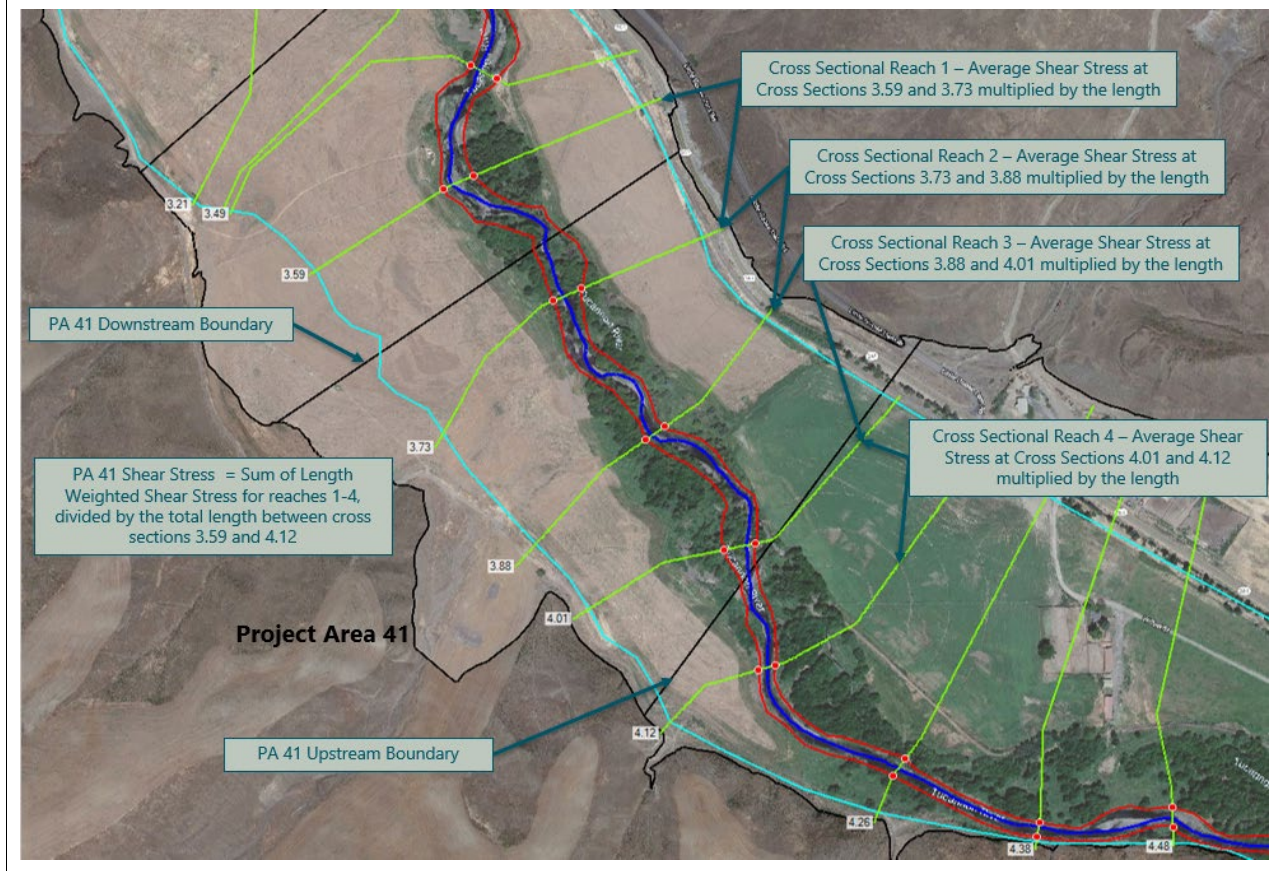 Cross Sectional Reach 1 – Average Shear Stress at
Cross Sections 3.59 and 3.73 multiplied by the length
Cross Sectional Reach 2 – Average Shear Stress at
Cross Sections 3.73 and 3.88 multiplied by the length
Cross Sectional Reach 3 – Average Shear Stress at
Cross Sections 3.88 and 4.01 multiplied by the length
3.21
3.49
3.59
PA 41 Downstream Boundary
Tucannon River
3.73
Cross Sectional Reach 4 – Average Shear
Stress at Cross Sections 4.01 and 4.12
multiplied by the length
PA 41 Shear Stress = Sum of Length
Weighted Shear Stress for reaches 1-4,
divided by the total length between cross
sections 3.59 and 4.12
3.88
4.01
Project Area 41
4.12
PA 41 Upstream Boundary
Tucannon River
4.26
4.38
4.48